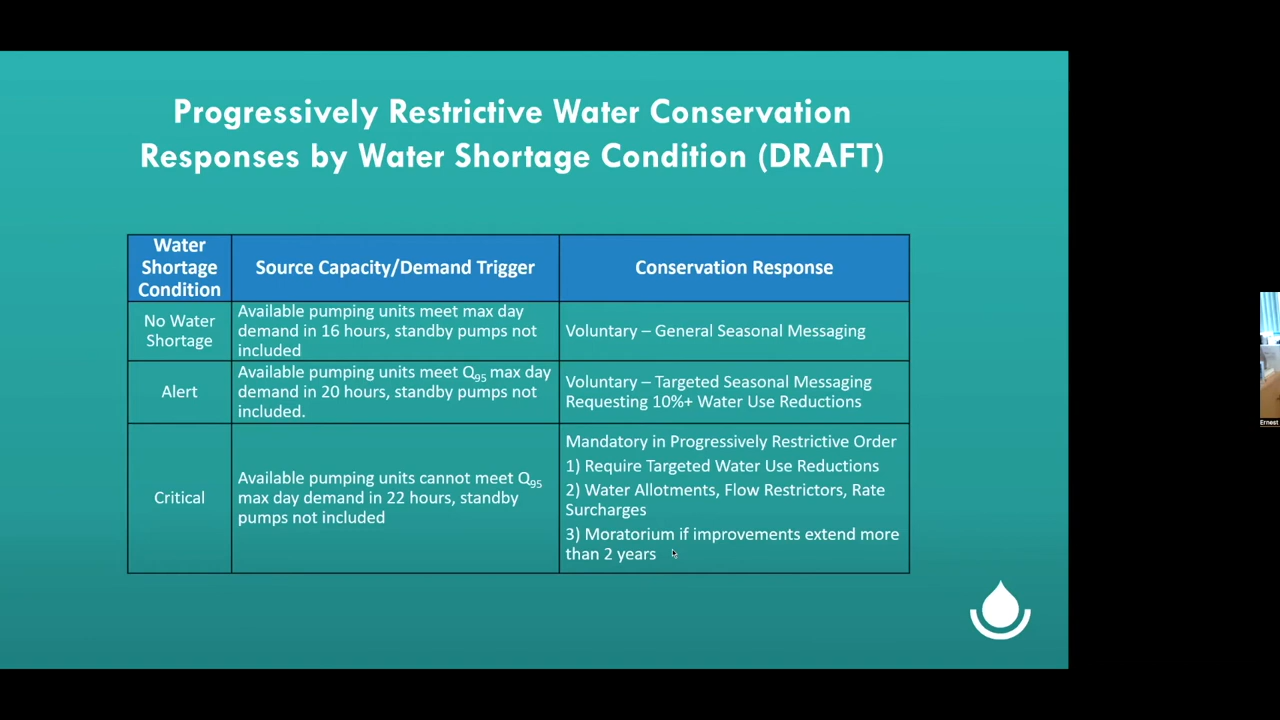 Progressively Restrictive Water Conservation
Responses by Water Shortage Condition (DRAFT)
Water
Shortage
Condition
Source Capacity/Demand Trigger
Conservation Response
No Water
Shortage
Available pumping units meet max day
demand in 16 hours, standby pumps not
included
Voluntary – General Seasonal Messaging
Alert
Available pumping units meet Q95 max day
demand in 20 hours, standby pumps not
included.
Voluntary – Targeted Seasonal Messaging
Requesting 10%+ Water Use Reductions
Critical
Available pumping units cannot meet Q95
max day demand in 22 hours, standby
pumps not included
Mandatory in Progressively Restrictive Order
1) Require Targeted Water Use Reductions
2) Water Allotments, Flow Restrictors, Rate
Surcharges
3) Moratorium if improvements extend more
than 2 years
Ernest